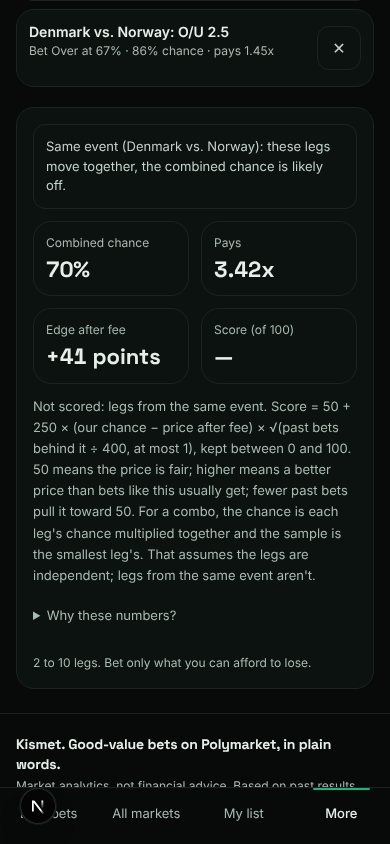 Denmark vs. Norway: O/U 2.5
Bet Over at 67% · 86% chance · pays 1.45x
✕
Same event (Denmark vs. Norway): these legs
move together, the combined chance is likely
off.
Combined chance
70%
Pays
3.42x
Edge after fee
+41 points
Score (of 100)
—
Not scored: legs from the same event. Score = 50 +
250 × (our chance − price after fee) × √(past bets
behind it ÷ 400, at most 1), kept between 0 and 100.
50 means the price is fair; higher means a better
price than bets like this usually get; fewer past bets
pull it toward 50. For a combo, the chance is each
leg's chance multiplied together and the sample is
the smallest leg's. That assumes the legs are
independent; legs from the same event aren't.
▶ Why these numbers?
2 to 10 legs. Bet only what you can afford to lose.
Kismet. Good-value bets on Polymarket, in plain
words.
Market analytics, not financial advice. Based on past results.
N
bets
All markets
My list
More